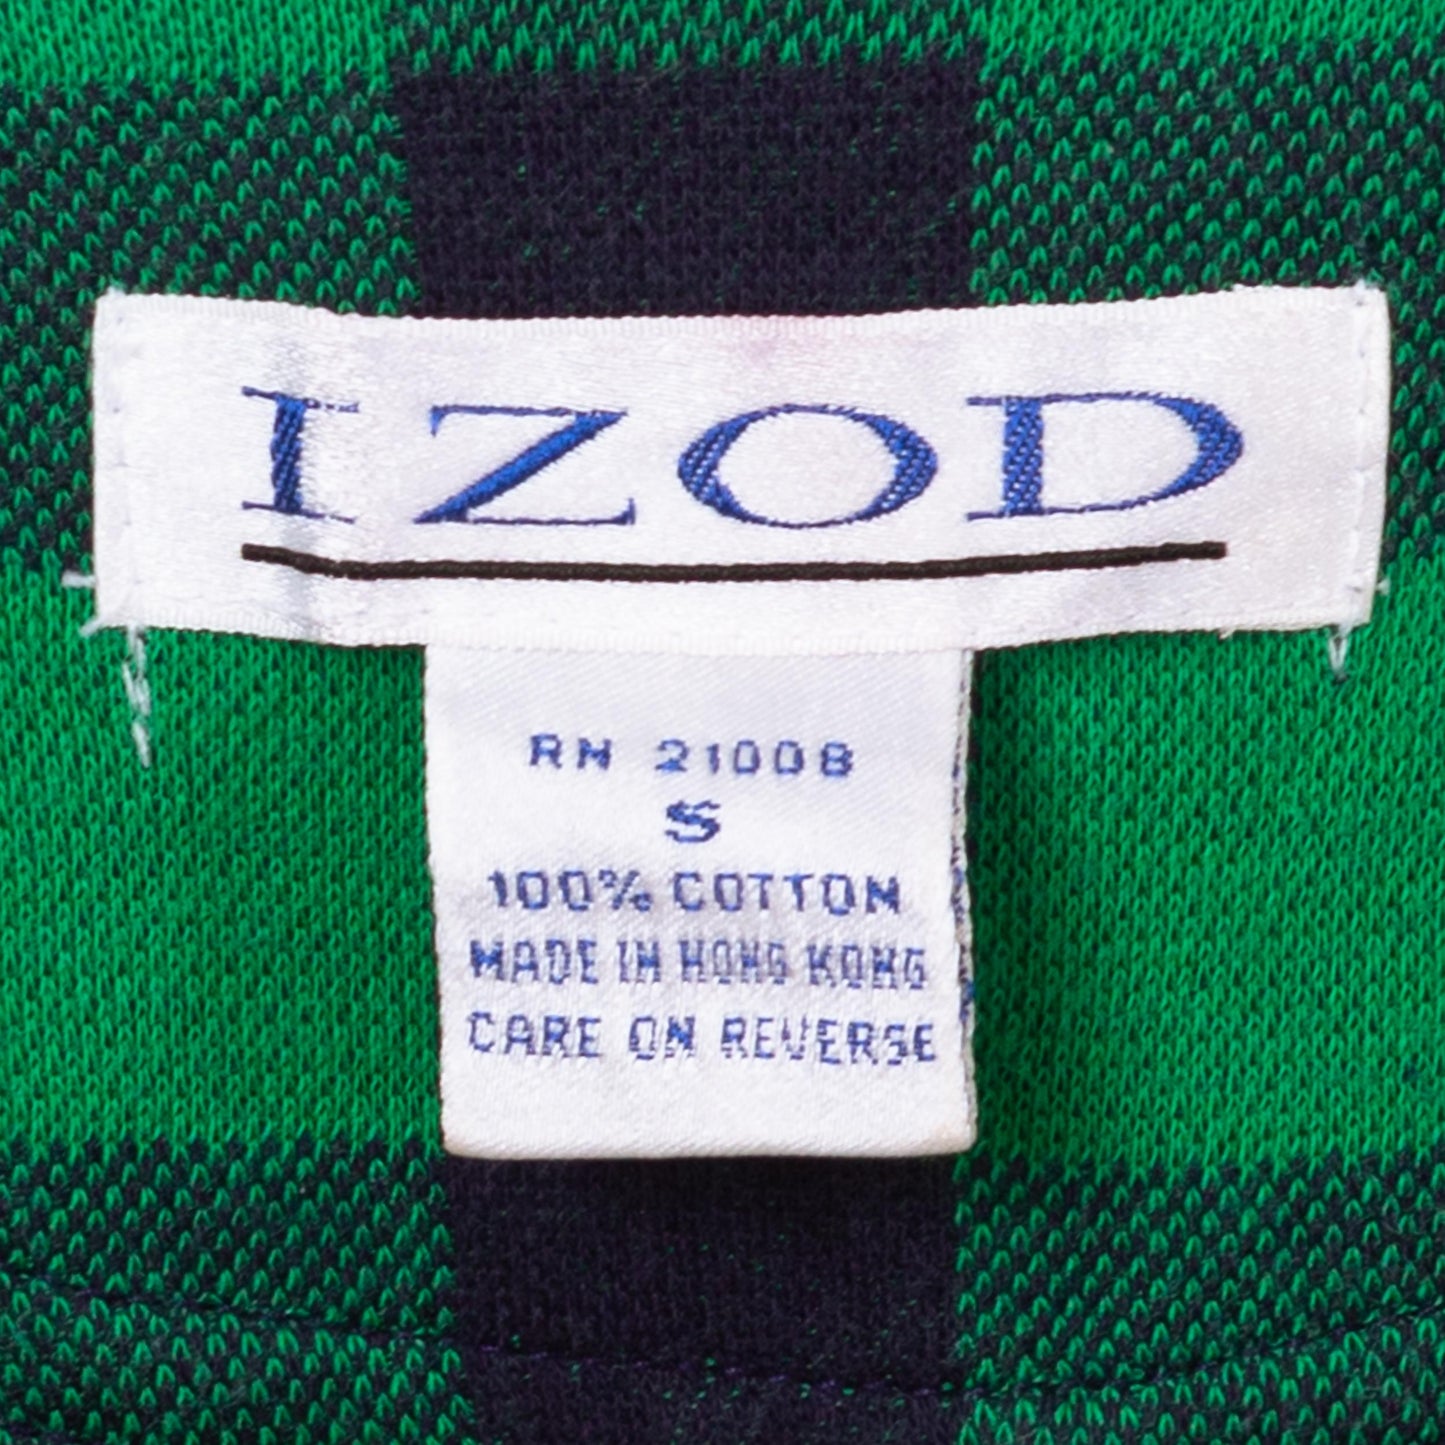 IZOD
RN 21008
S
100% COTTON
MADE IN HONG KONG
CARE ON REVERSE